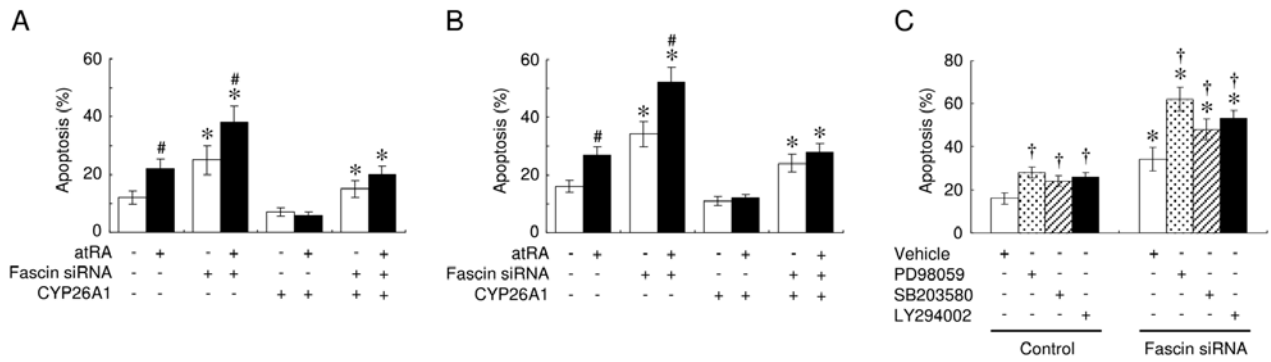 A
B
C
Apoptosis (%)
60
40
20
0
# * # * * *
atRA - + - + - + - +
Fascin siRNA - - + + - - + +
CYP26A1 - - - - + + + +
Apoptosis (%)
60
40
20
0
# * # * * *
atRA - + - + - + - +
Fascin siRNA - - + + - - + +
CYP26A1 - - - - + + + +
Apoptosis (%)
80
60
40
20
0
† † † * † * † * † *
Vehicle + - - - + - - -
PD98059 - + - - - + - -
SB203580 - - + - - - + -
LY294002 - - - + - - - +
Control Fascin siRNA